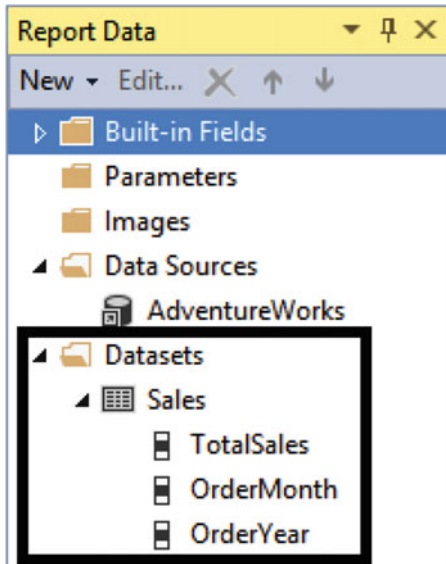 Report Data
New Edit...
Built-in Fields
Parameters
Images
Data Sources
AdventureWorks
Datasets
Sales
TotalSales
OrderMonth
OrderYear